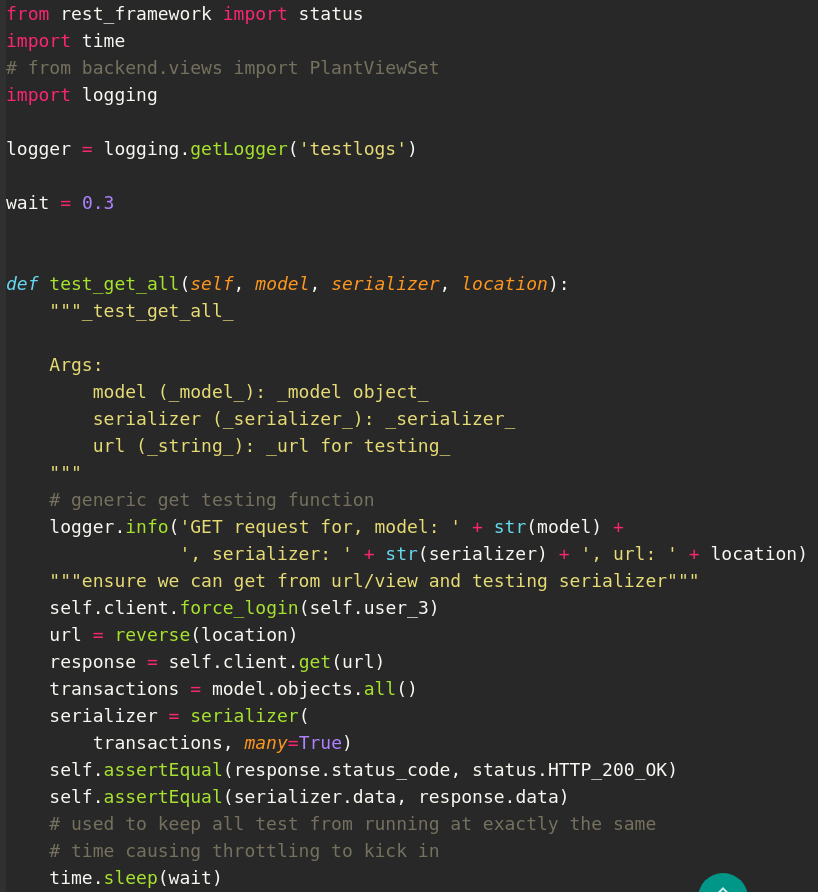 from rest_framework import status
import time
# from backend.views import PlantViewSet
import logging

logger = logging.getLogger('testlogs')

wait = 0.3


def test_get_all(self, model, serializer, location):
    """_test_get_all_

    Args:
        model (_model_): _model object_
        serializer (_serializer_): _serializer_
        url (_string_): _url for testing_
    """
    # generic get testing function
    logger.info('GET request for, model: ' + str(model) +
                ', serializer: ' + str(serializer) + ', url: ' + location)
    """ensure we can get from url/view and testing serializer"""
    self.client.force_login(self.user_3)
    url = reverse(location)
    response = self.client.get(url)
    transactions = model.objects.all()
    serializer = serializer(
        transactions, many=True)
    self.assertEqual(response.status_code, status.HTTP_200_OK)
    self.assertEqual(serializer.data, response.data)
    # used to keep all test from running at exactly the same
    # time causing throttling to kick in
    time.sleep(wait)